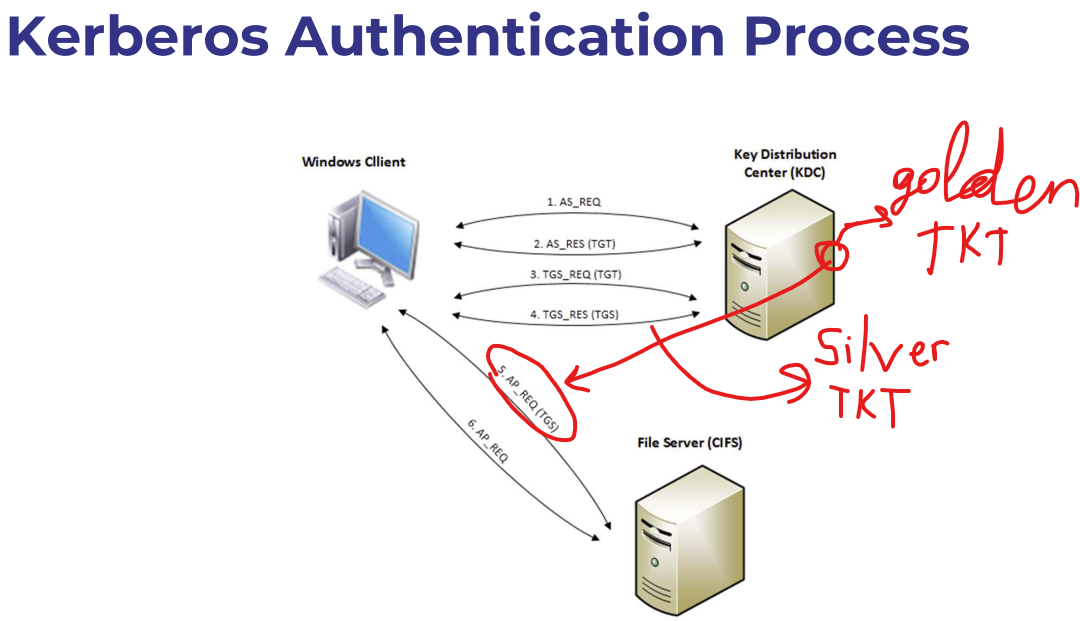 Kerberos Authentication Process
Windows Cllient
Key Distribution
Center (KDC)
golden
TKT
1. AS_REQ
2. AS_RES (TGT)
3. TGS_REQ (TGT)
4. TGS_RES (TGS)
Silver
TKT
5. AP_REQ (TGS)
6. AP_REQ
File Server (CIFS)